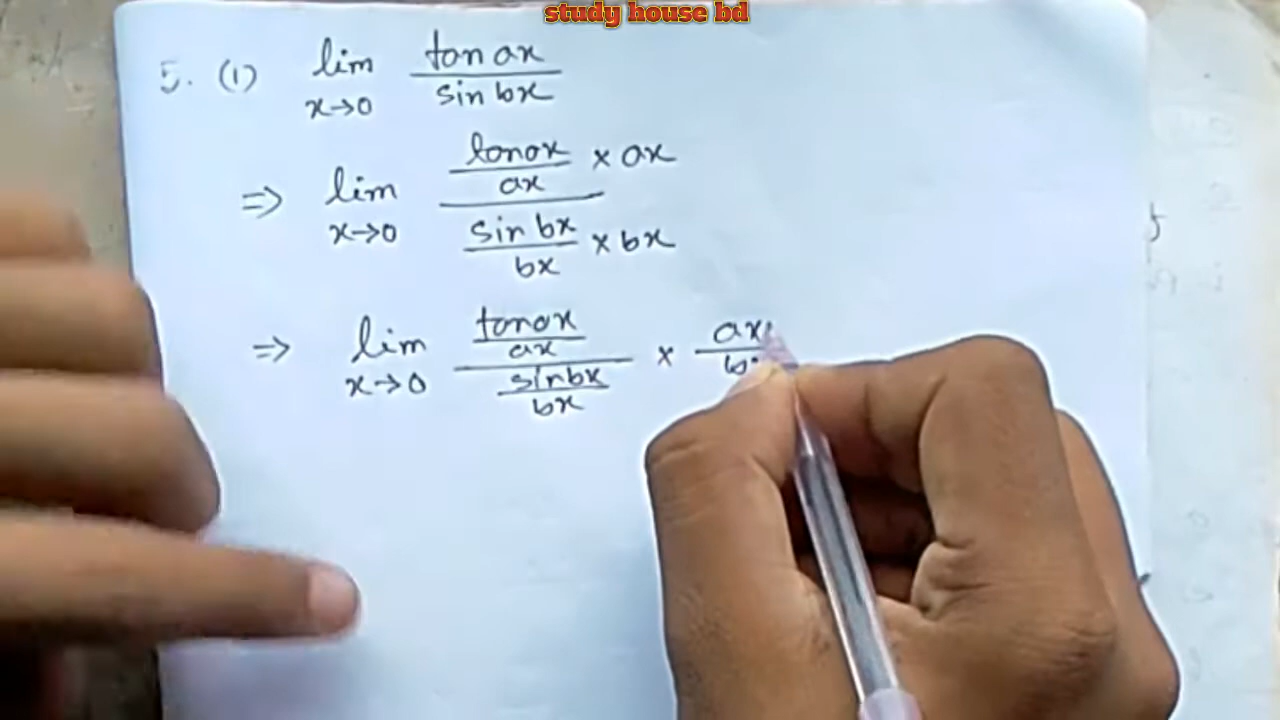 study house bd
5. (1) lim x→0 tan ax / sin bx
=> lim x→0 (tan ax / ax × ax) / (sin bx / bx × bx)
=> lim x→0 (tan ax / ax) / (sin bx / bx) × ax /